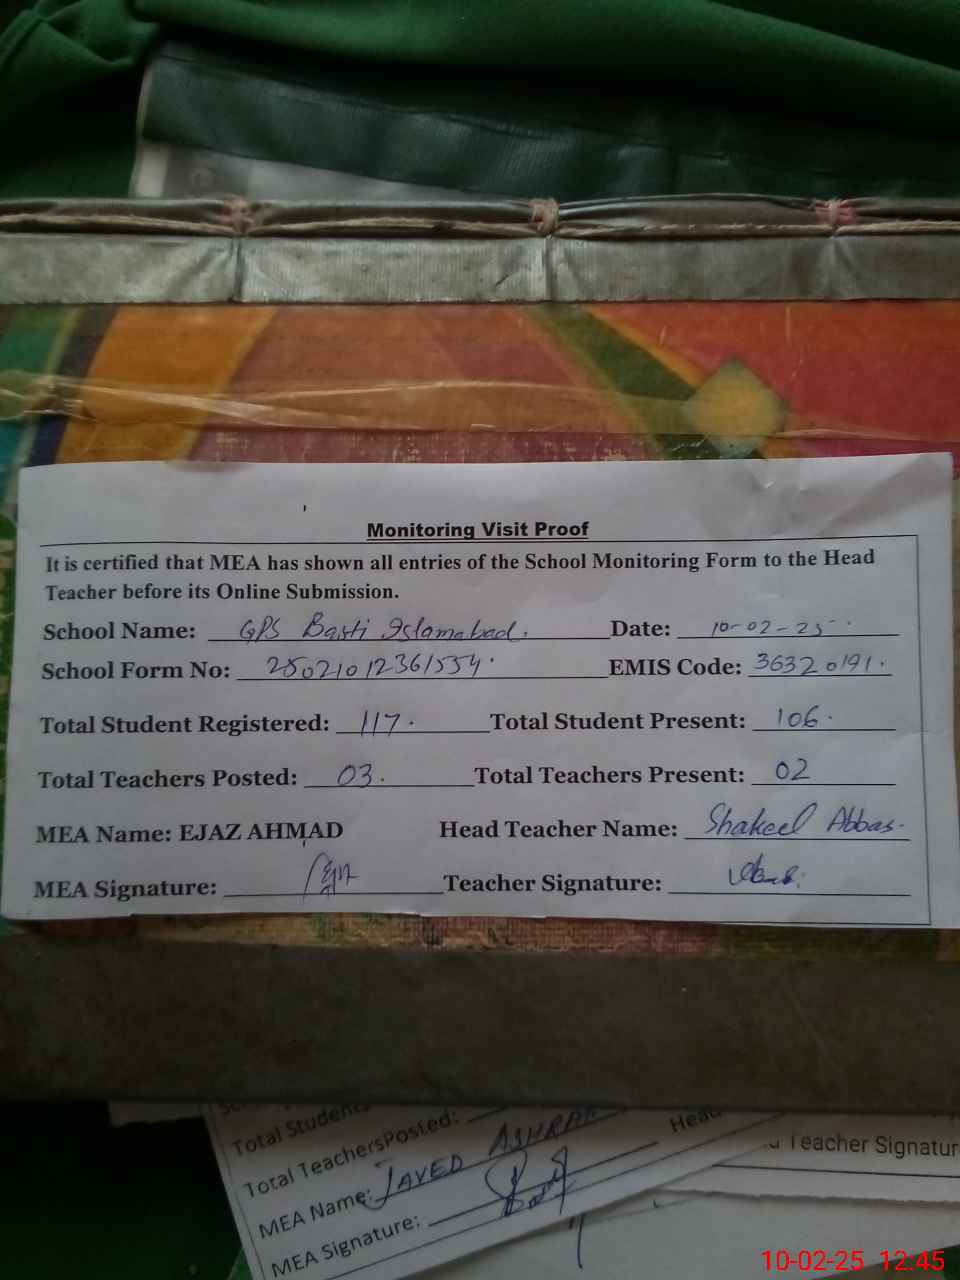 Monitoring Visit Proof
It is certified that MEA has shown all entries of the School Monitoring Form to the Head
Teacher before its Online Submission.
School Name: GPS Basti Islamabad. Date: 10-02-25.
School Form No: 25021012361554. EMIS Code: 36320191.
Total Student Registered: 117. Total Student Present: 106.
Total Teachers Posted: 03. Total Teachers Present: 02
MEA Name: EJAZ AHMAD Head Teacher Name: Shakeel Abbas.
MEA Signature: Teacher Signature:
Total Students
Total TeachersPosted: Head
MEA Name: JAVED ASHRAF Teacher Signatur
MEA Signature:
10-02-25 12:45